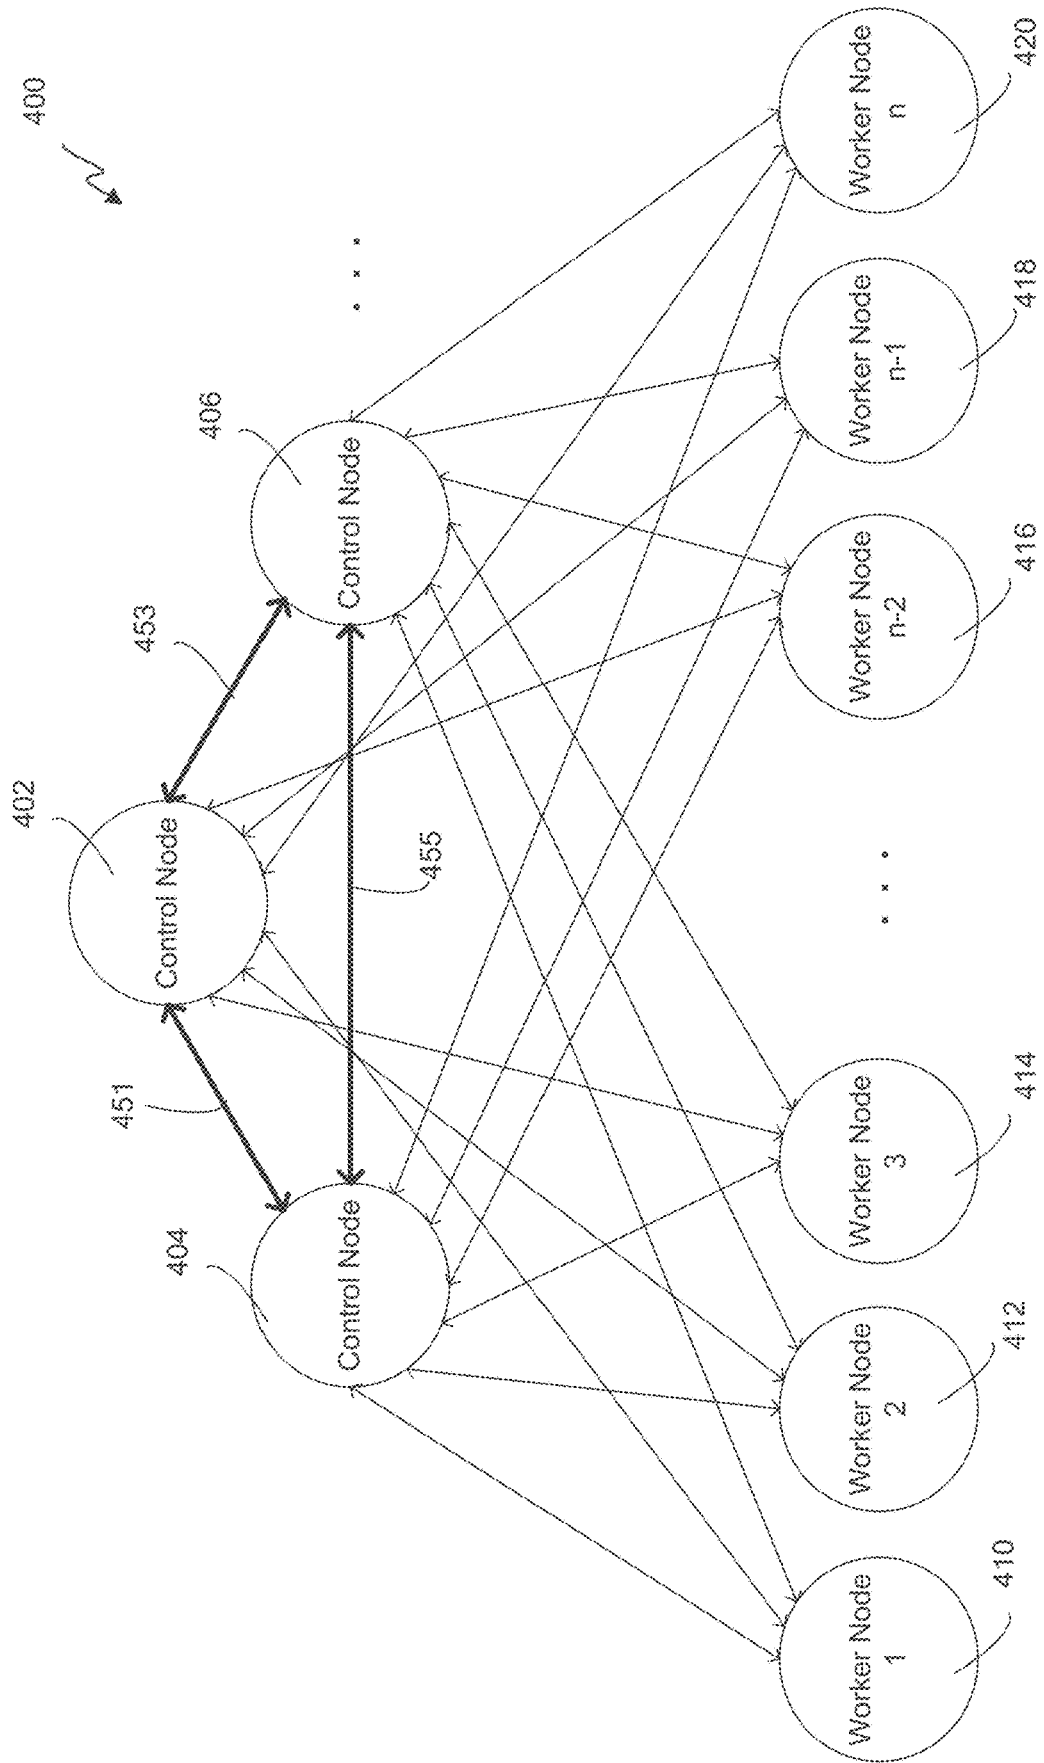 400
402
453
406
451
404
Control Node
Control Node
Control Node
455
Worker Node
1
Worker Node
2
Worker Node
3
. . .
Worker Node
n-2
Worker Node
n-1
Worker Node
n
. . .
410
412
414
416
418
420